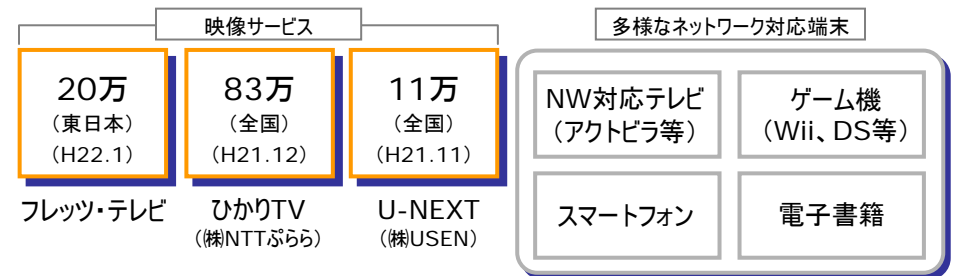 映像サービス
20万
（東日本）
（H22.1）
フレッツ・テレビ
83万
（全国）
（H21.12）
ひかりTV
（㈱NTTぷらら）
11万
（全国）
（H21.11）
U-NEXT
（㈱USEN）
多様なネットワーク対応端末
NW対応テレビ
（アクトビラ等）
ゲーム機
（Wii、DS等）
スマートフォン
電子書籍